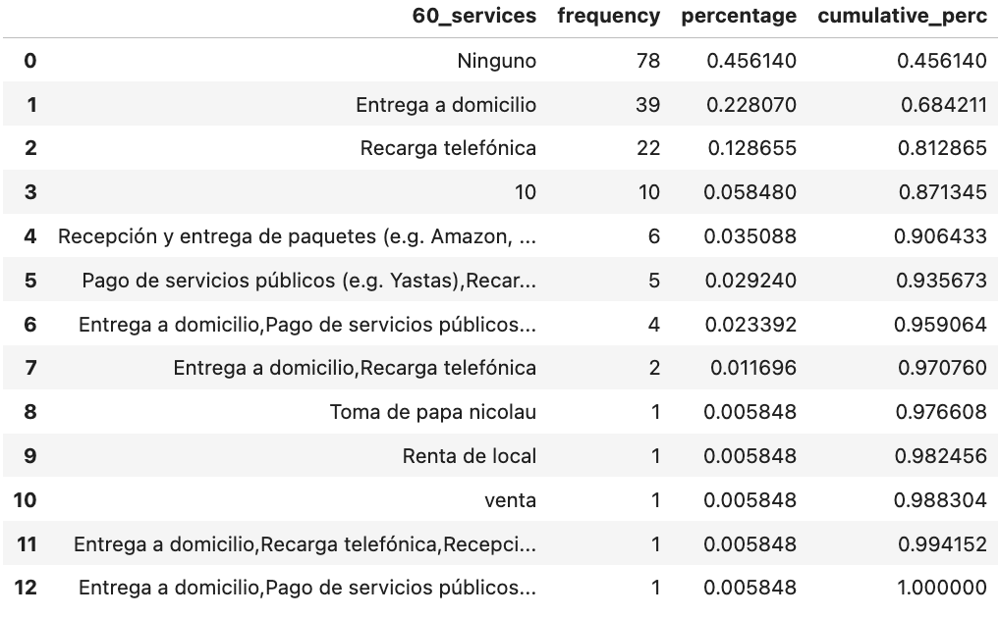 60_services frequency percentage cumulative_perc
0 Ninguno 78 0.456140 0.456140
1 Entrega a domicilio 39 0.228070 0.684211
2 Recarga telefónica 22 0.128655 0.812865
3 10 10 0.058480 0.871345
4 Recepción y entrega de paquetes (e.g. Amazon, ... 6 0.035088 0.906433
5 Pago de servicios públicos (e.g. Yastas),Recar... 5 0.029240 0.935673
6 Entrega a domicilio,Pago de servicios públicos... 4 0.023392 0.959064
7 Entrega a domicilio,Recarga telefónica 2 0.011696 0.970760
8 Toma de papa nicolau 1 0.005848 0.976608
9 Renta de local 1 0.005848 0.982456
10 venta 1 0.005848 0.988304
11 Entrega a domicilio,Recarga telefónica,Recepci... 1 0.005848 0.994152
12 Entrega a domicilio,Pago de servicios públicos... 1 0.005848 1.000000